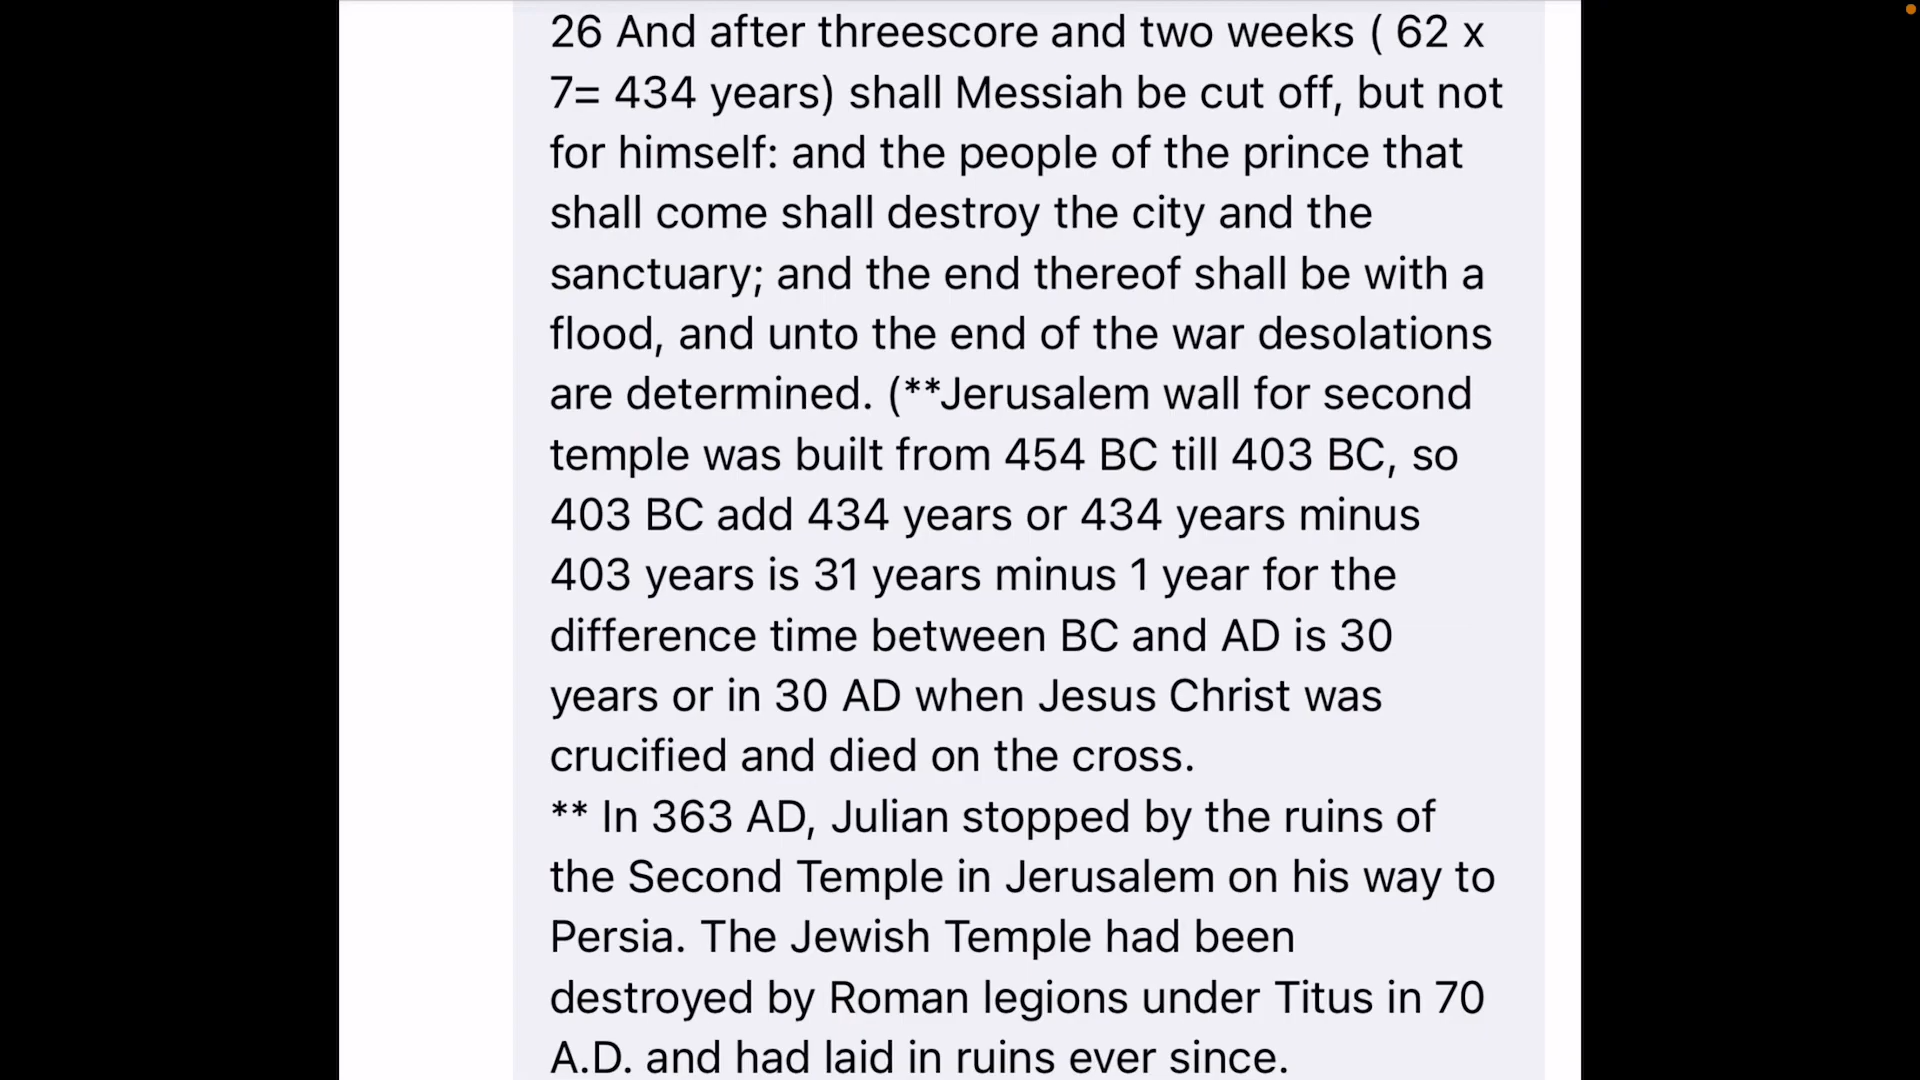 26 And after threescore and two weeks ( 62 x
7= 434 years) shall Messiah be cut off, but not
for himself: and the people of the prince that
shall come shall destroy the city and the
sanctuary; and the end thereof shall be with a
flood, and unto the end of the war desolations
are determined. (**Jerusalem wall for second
temple was built from 454 BC till 403 BC, so
403 BC add 434 years or 434 years minus
403 years is 31 years minus 1 year for the
difference time between BC and AD is 30
years or in 30 AD when Jesus Christ was
crucified and died on the cross.
** In 363 AD, Julian stopped by the ruins of
the Second Temple in Jerusalem on his way to
Persia. The Jewish Temple had been
destroyed by Roman legions under Titus in 70
A.D. and had laid in ruins ever since.